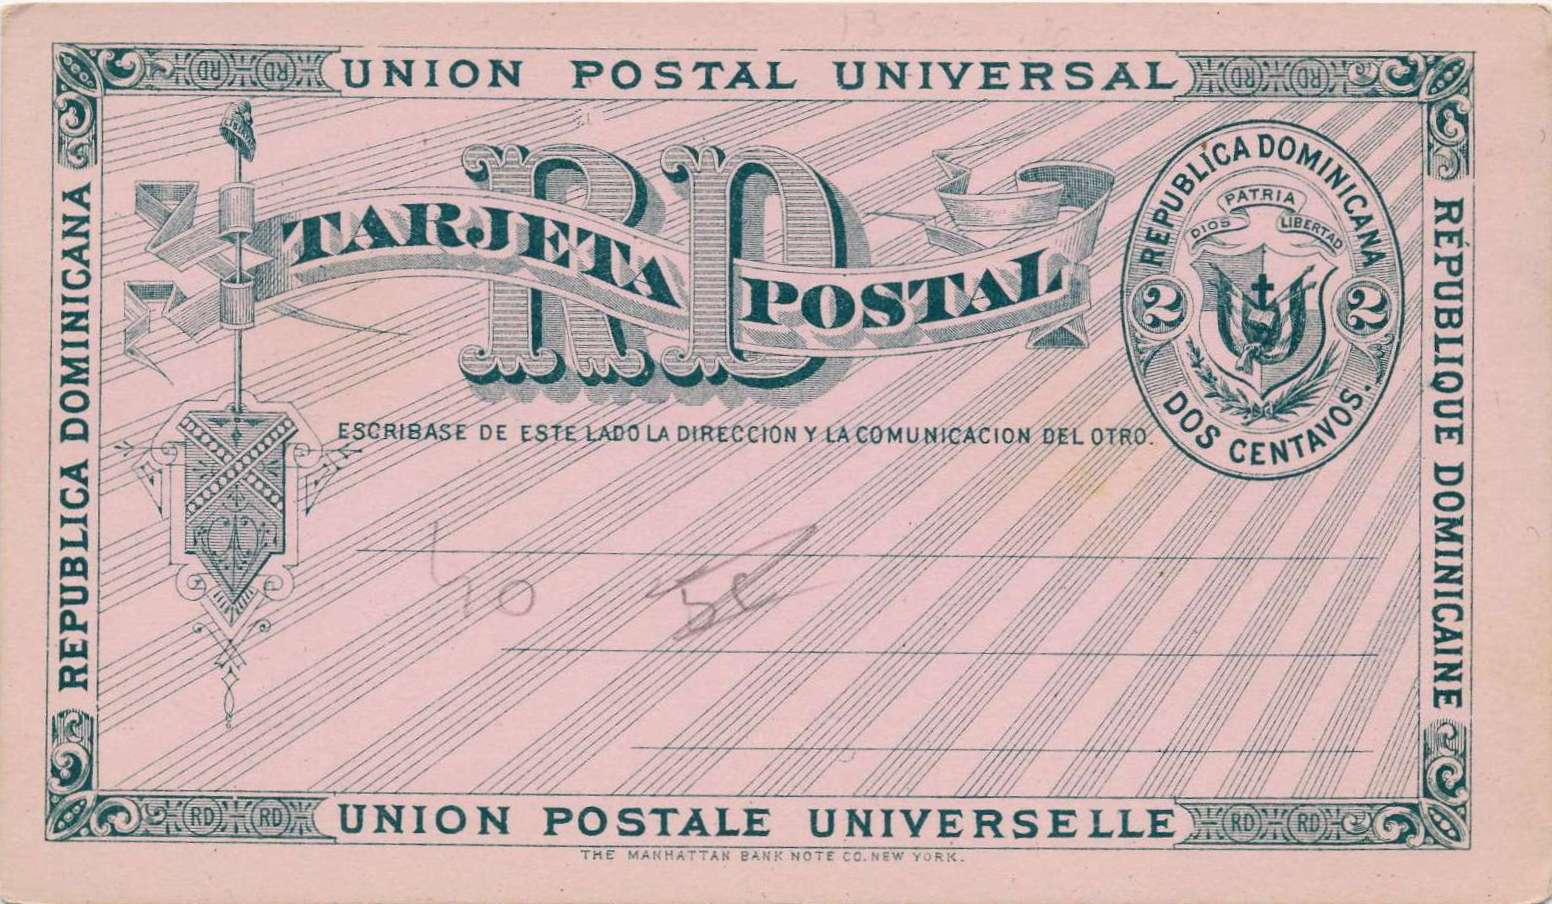 UNION POSTAL UNIVERSAL
REPUBLICA DOMINICANA
RD
TARJETA POSTAL
REPUBLICA DOMINICANA
DIOS PATRIA LIBERTAD
2 2
DOS CENTAVOS.
ESCRIBASE DE ESTE LADO LA DIRECCION Y LA COMUNICACION DEL OTRO.
RÉPUBLIQUE DOMINICAINE
RD RD RD RD
RD RD RD RD
UNION POSTALE UNIVERSELLE
THE MANHATTAN BANK NOTE CO. NEW YORK.